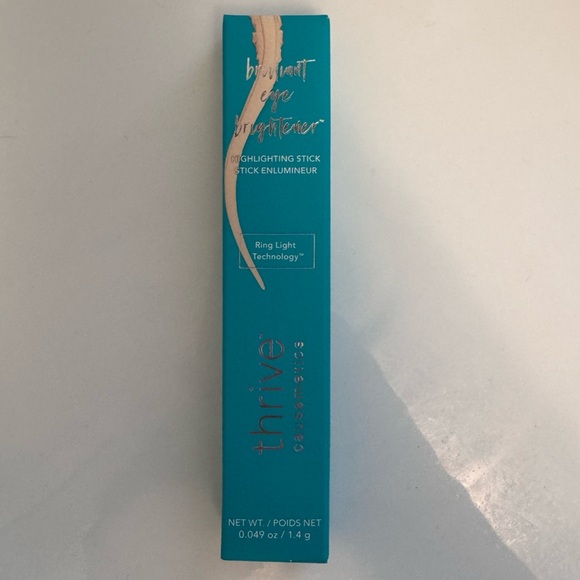 brilliant
eye
brightener™
HIGHLIGHTING STICK
STICK ENLUMINEUR
Ring Light
Technology™
thrive™
causemetics
NET WT. / POIDS NET
0.049 oz / 1.4 g